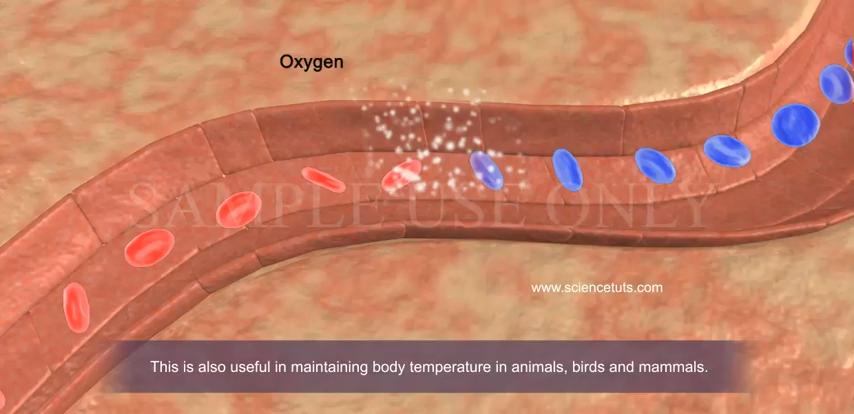 Oxygen
SAMPLE USE ONLY
www.sciencetuts.com
This is also useful in maintaining body temperature in animals, birds and mammals.